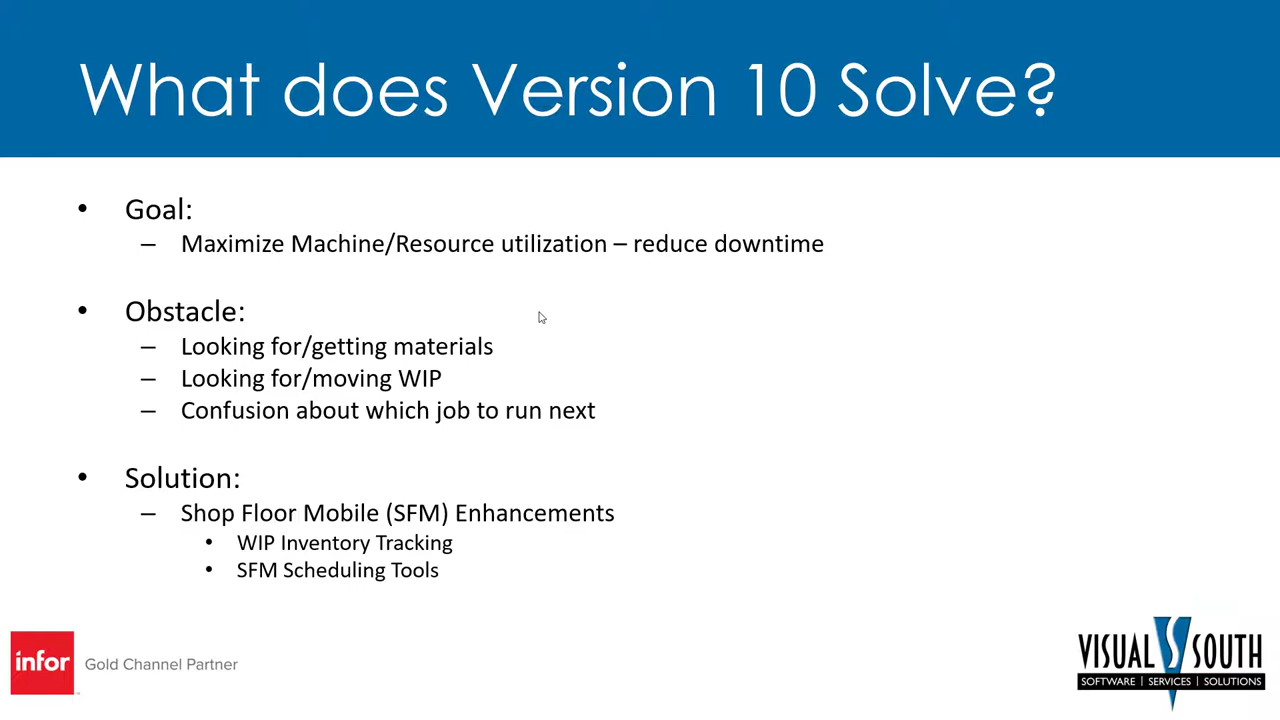 What does Version 10 Solve?
• Goal:
– Maximize Machine/Resource utilization – reduce downtime
• Obstacle:
– Looking for/getting materials
– Looking for/moving WIP
– Confusion about which job to run next
• Solution:
– Shop Floor Mobile (SFM) Enhancements
• WIP Inventory Tracking
• SFM Scheduling Tools
infor
Gold Channel Partner
VISUAL SOUTH
SOFTWARE | SERVICES | SOLUTIONS